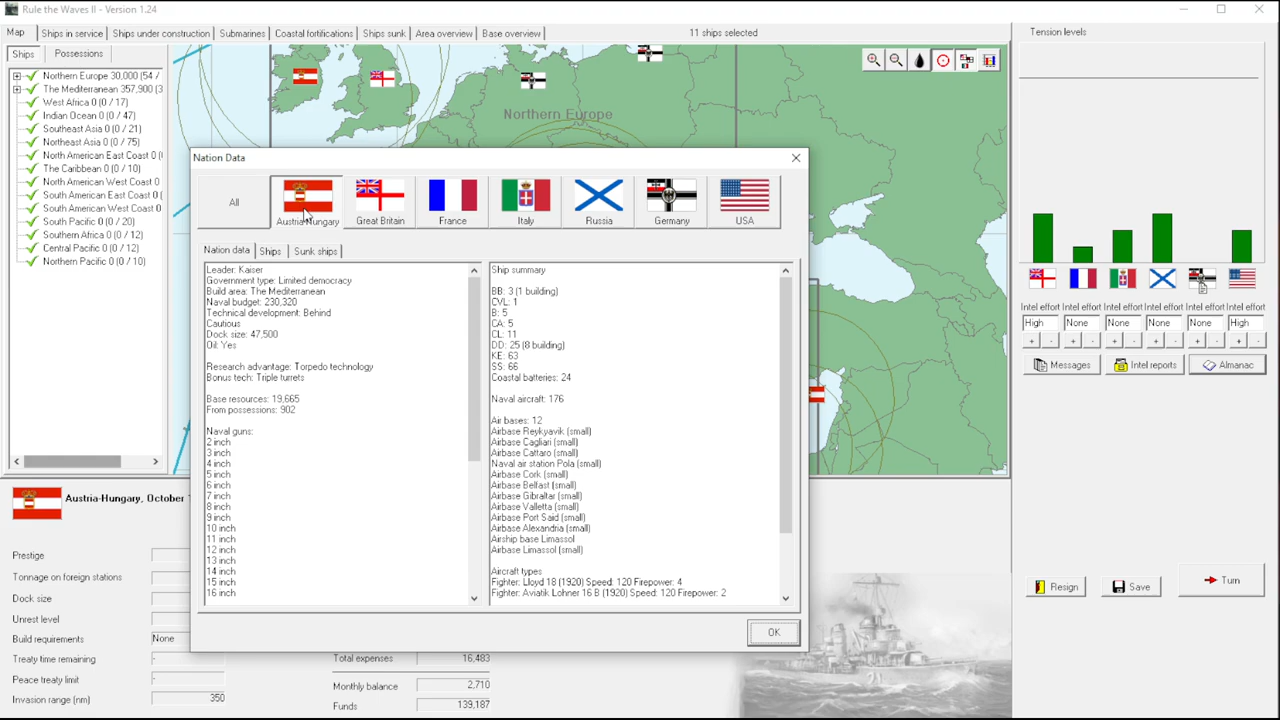 Rule the Waves II - Version 1.24
Map
Ships in service
Ships under construction
Submarines
Coastal fortifications
Ships sunk
Area overview
Base overview
11 ships selected
Tension levels
Ships
Possessions
Northern Europe 30,000 (54 /
The Mediterranean 357,900 (3
West Africa 0 (0 / 17)
Indian Ocean 0 (0 / 47)
Southeast Asia 0 (0 / 21)
Northeast Asia 0 (0 / 75)
North American East Coast 0 (
The Caribbean 0 (0 / 10)
North American West Coast 0
South American East Coast 0
South American West Coast 0
South Pacific 0 (0 / 20)
Southern Africa 0 (0 / 12)
Central Pacific 0 (0 / 12)
Northern Pacific 0 (0 / 10)
Northern Europe
Nation Data
All
Austria-Hungary
Great Britain
France
Italy
Russia
Germany
USA
Nation data
Ships
Sunk ships
Leader: Kaiser
Government type: Limited democracy
Build area: The Mediterranean
Naval budget: 230,320
Technical development: Behind
Cautious
Dock size: 47,500
Oil: Yes
Research advantage: Torpedo technology
Bonus tech: Triple turrets
Base resources: 19,665
From possessions: 902
Naval guns:
2 inch
3 inch
4 inch
5 inch
6 inch
7 inch
8 inch
9 inch
10 inch
11 inch
12 inch
13 inch
14 inch
15 inch
16 inch
Ship summary
BB: 3 (1 building)
CVL: 1
B: 5
CA: 5
CL: 11
DD: 25 (8 building)
KE: 63
SS: 66
Coastal batteries: 24
Naval aircraft: 176
Air bases: 12
Airbase Reykyavik (small)
Airbase Cagliari (small)
Airbase Cattaro (small)
Naval air station Pola (small)
Airbase Cork (small)
Airbase Belfast (small)
Airbase Gibraltar (small)
Airbase Valletta (small)
Airbase Port Said (small)
Airbase Alexandria (small)
Airship base Limassol
Airbase Limassol (small)
Aircraft types
Fighter: Lloyd 18 (1920) Speed: 120 Firepower: 4
Fighter: Aviatik Lohner 16 B (1920) Speed: 120 Firepower: 2
OK
Intel effort Intel effort Intel effort Intel effort Intel effort Intel effort
High None None None None High
+ - + - + - + - + - + -
Messages
Intel reports
Almanac
Austria-Hungary, October 1
Prestige
Tonnage on foreign stations
Dock size
Unrest level
Build requirements None
Treaty time remaining -
Peace treaty limit -
Invasion range (nm) 350
Total expenses 16,483
Monthly balance 2,710
Funds 139,187
Resign
Save
Turn